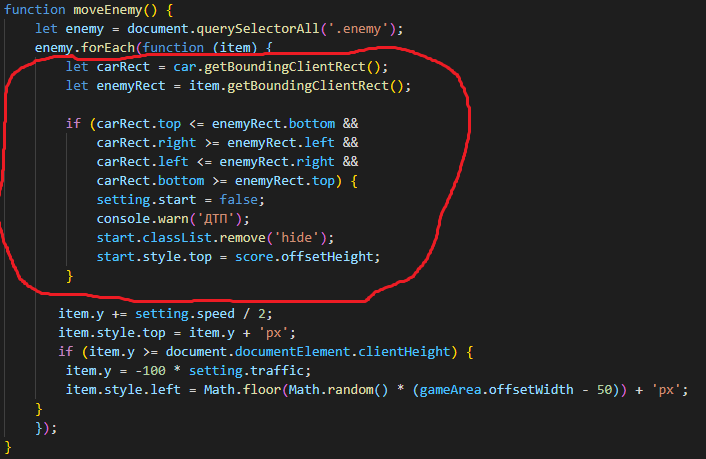 function moveEnemy() {
let enemy = document.querySelectorAll('.enemy');
enemy.forEach(function (item) {
let carRect = car.getBoundingClientRect();
let enemyRect = item.getBoundingClientRect();
if (carRect.top <= enemyRect.bottom &&
carRect.right >= enemyRect.left &&
carRect.left <= enemyRect.right &&
carRect.bottom >= enemyRect.top) {
setting.start = false;
console.warn('ДТП');
start.classList.remove('hide');
start.style.top = score.offsetHeight;
}
item.y += setting.speed / 2;
item.style.top = item.y + 'px';
if (item.y >= document.documentElement.clientHeight) {
item.y = -100 * setting.traffic;
item.style.left = Math.floor(Math.random() * (gameArea.offsetWidth - 50)) + 'px';
}
});
}